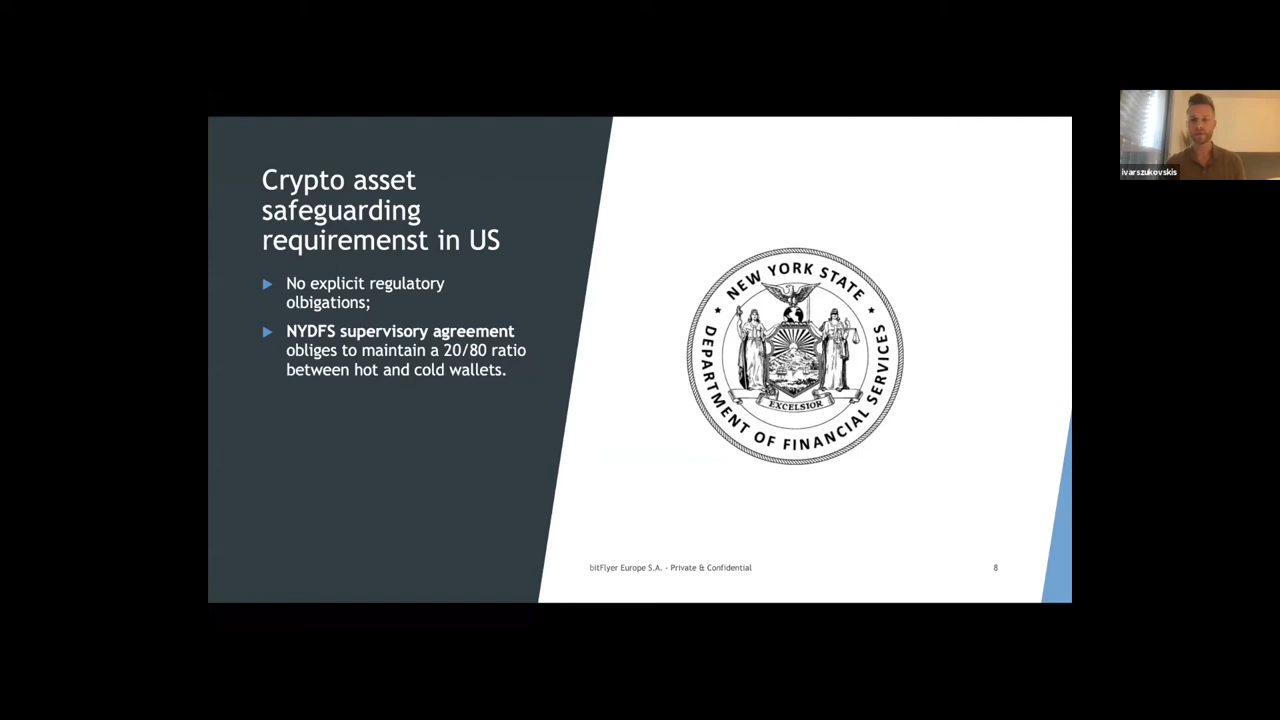 Crypto asset
safeguarding
requiremenst in US
No explicit regulatory
olbigations;
NYDFS supervisory agreement
obliges to maintain a 20/80 ratio
between hot and cold wallets.
NEW YORK STATE
DEPARTMENT OF FINANCIAL SERVICES
EXCELSIOR
bitFlyer Europe S.A. - Private & Confidential
8
ivarszukovskis